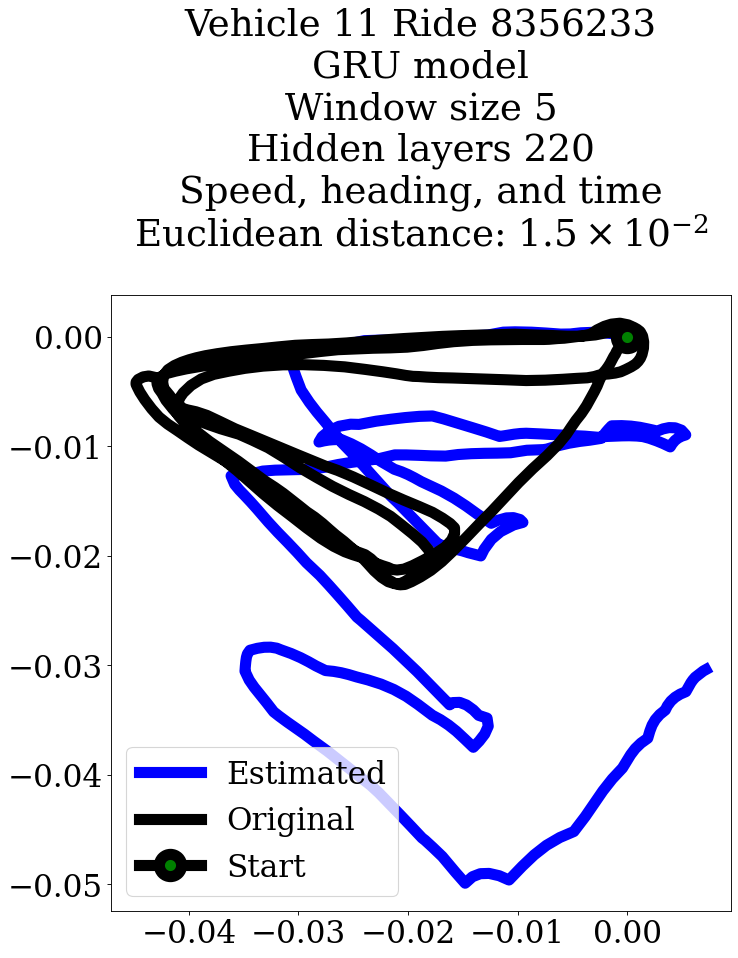 Vehicle 11 Ride 8356233
GRU model
Window size 5
Hidden layers 220
Speed, heading, and time
Euclidean distance: 1.5 × 10⁻²
0.00
−0.01
−0.02
−0.03
−0.04
−0.05
Estimated
Original
Start
−0.04 −0.03 −0.02 −0.01 0.00